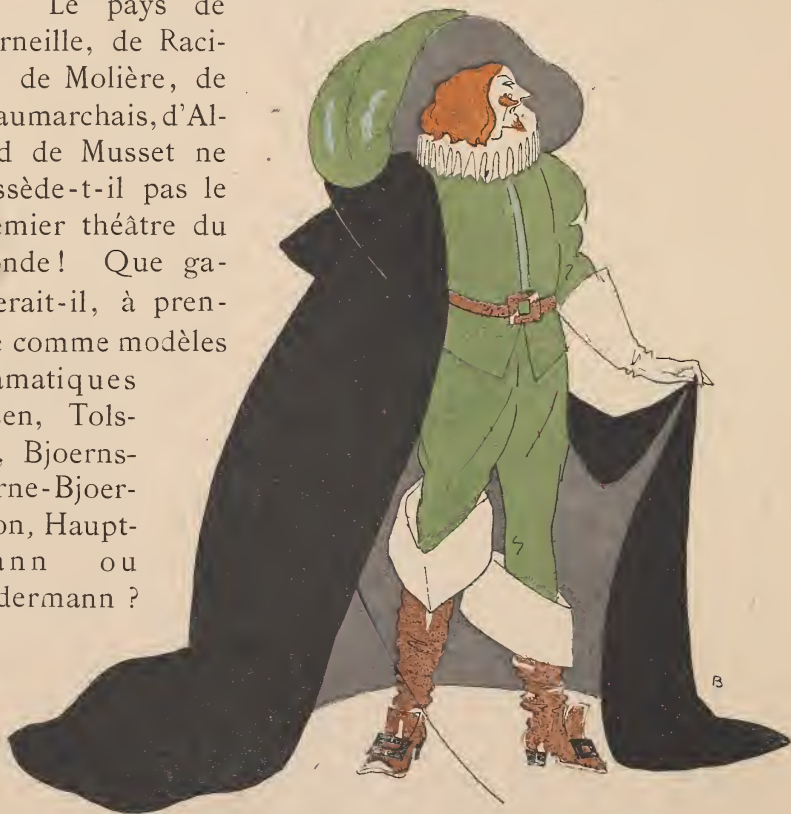 Le pays de
rneille, de Raci-
de Molière, de
aumarchais, d'Al-
d de Musset ne
ssède-t-il pas le
emier théâtre du
onde! Que ga-
erait-il, à pren-
e comme modèles
amatiques
sen, Tols-
, Bjoerns-
rne-Bjoer-
on, Haupt-
ann ou
dermann ?
B